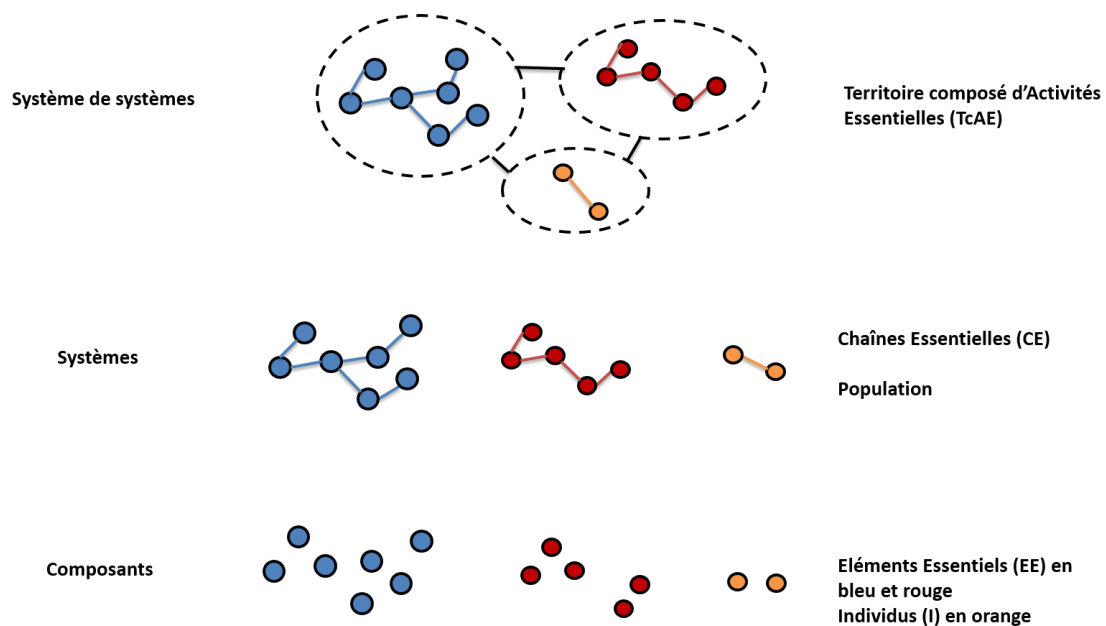 Système de systèmes
Territoire composé d'Activités
Essentielles (TcAE)
Systèmes
Chaînes Essentielles (CE)
Population
Composants
Eléments Essentiels (EE) en
bleu et rouge
Individus (I) en orange